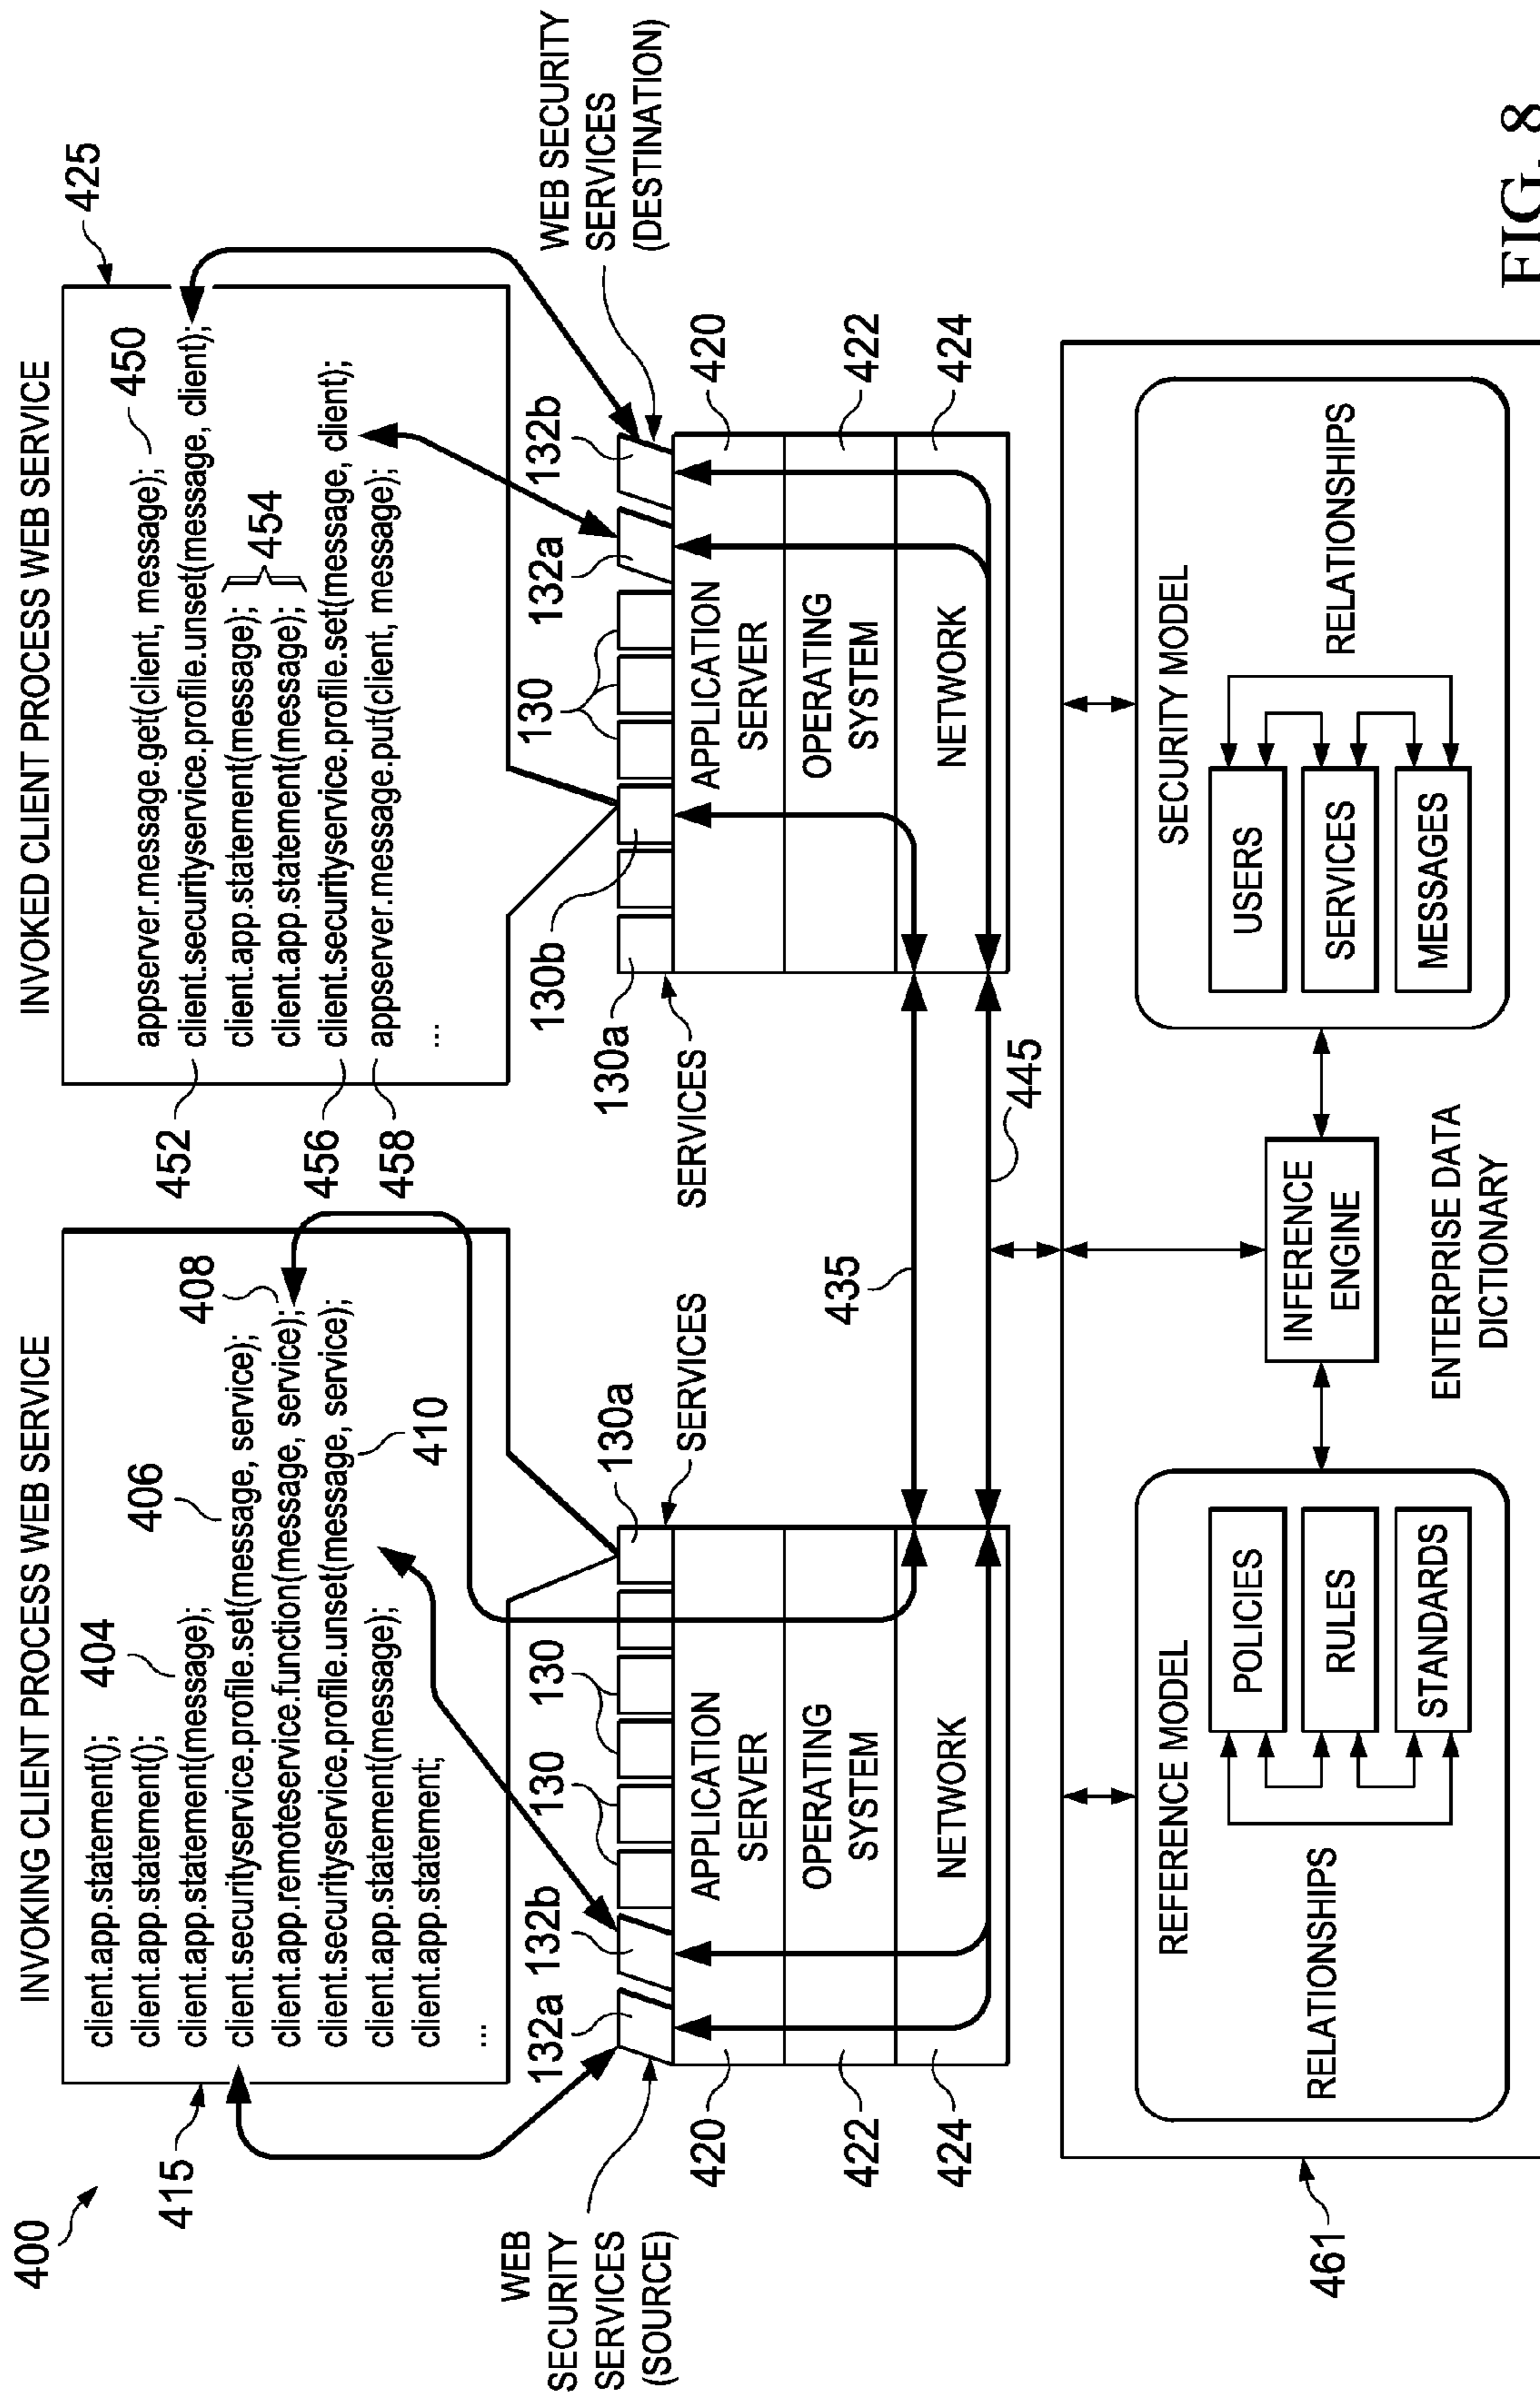 400
INVOKING CLIENT PROCESS WEB SERVICE
415
client.app.statement();
404
client.app.statement();
client.app.statement(message);
406
client.securityservice.profile.set(message, service);
408
client.app.remoteservice.function(message, service);
client.securityservice.profile.unset(message, service);
410
client.app.statement(message);
client.app.statement;
...
INVOKED CLIENT PROCESS WEB SERVICE
425
appserver.message.get(client, message);
450
452
client.securityservice.profile.unset(message, client);
client.app.statement(message);
454
client.app.statement(message);
456
client.securityservice.profile.set(message, client);
458
appserver.message.put(client, message);
...
WEB
SECURITY
SERVICES
(SOURCE)
132a
132b
130
130
130a
SERVICES
420
APPLICATION
SERVER
422
OPERATING
SYSTEM
424
NETWORK
435
445
SERVICES
130a
130b
130
132a
132b
WEB SECURITY
SERVICES
(DESTINATION)
APPLICATION
SERVER
420
OPERATING
SYSTEM
422
NETWORK
424
461
REFERENCE MODEL
RELATIONSHIPS
POLICIES
RULES
STANDARDS
INFERENCE
ENGINE
ENTERPRISE DATA
DICTIONARY
SECURITY MODEL
USERS
SERVICES
MESSAGES
RELATIONSHIPS
FIG. 8